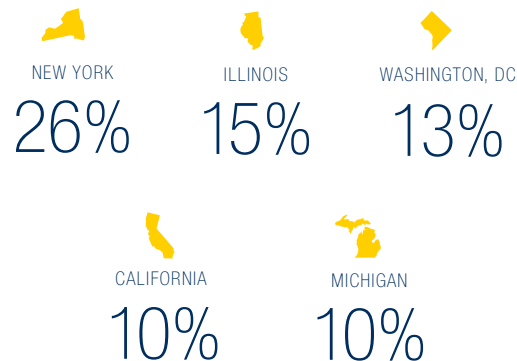 NEW YORK
26%
ILLINOIS
15%
WASHINGTON, DC
13%
CALIFORNIA
10%
MICHIGAN
10%